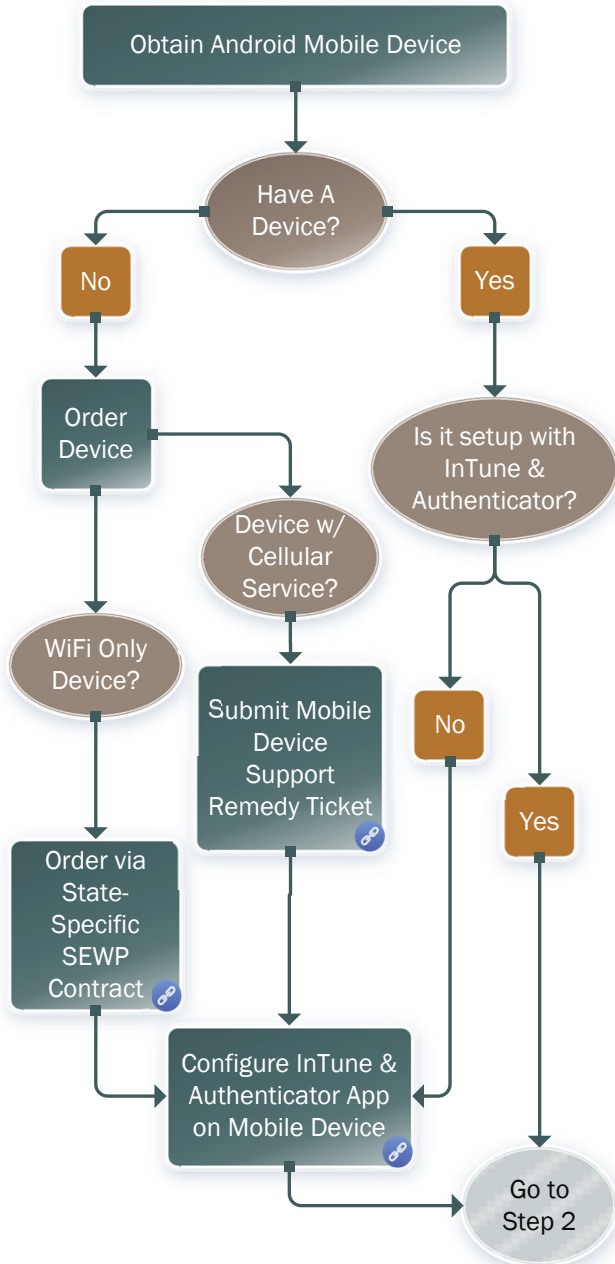 Obtain Android Mobile Device
Have A
Device?
No
Yes
Order
Device
Is it setup with
InTune &
Authenticator?
Device w/
Cellular
Service?
WiFi Only
Device?
Submit Mobile
Device
Support
Remedy Ticket
No
Yes
Order via
State-
Specific
SEWP
Contract
Configure InTune &
Authenticator App
on Mobile Device
Go to
Step 2